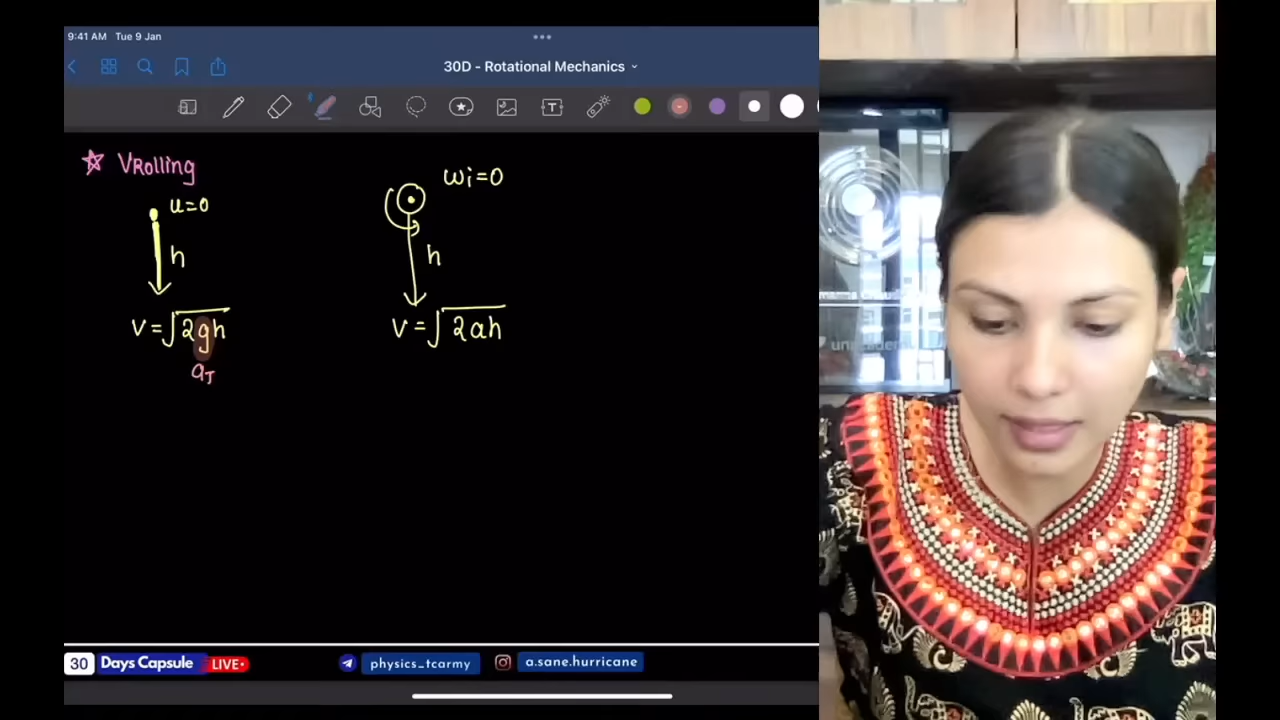 9:41 AM Tue 9 Jan
30D - Rotational Mechanics
☆ VRolling
u=0
h
V=√2gh
aT
ωi=0
h
V=√2ah
30 Days Capsule LIVE
physics_tcarmy
a.sane.hurricane